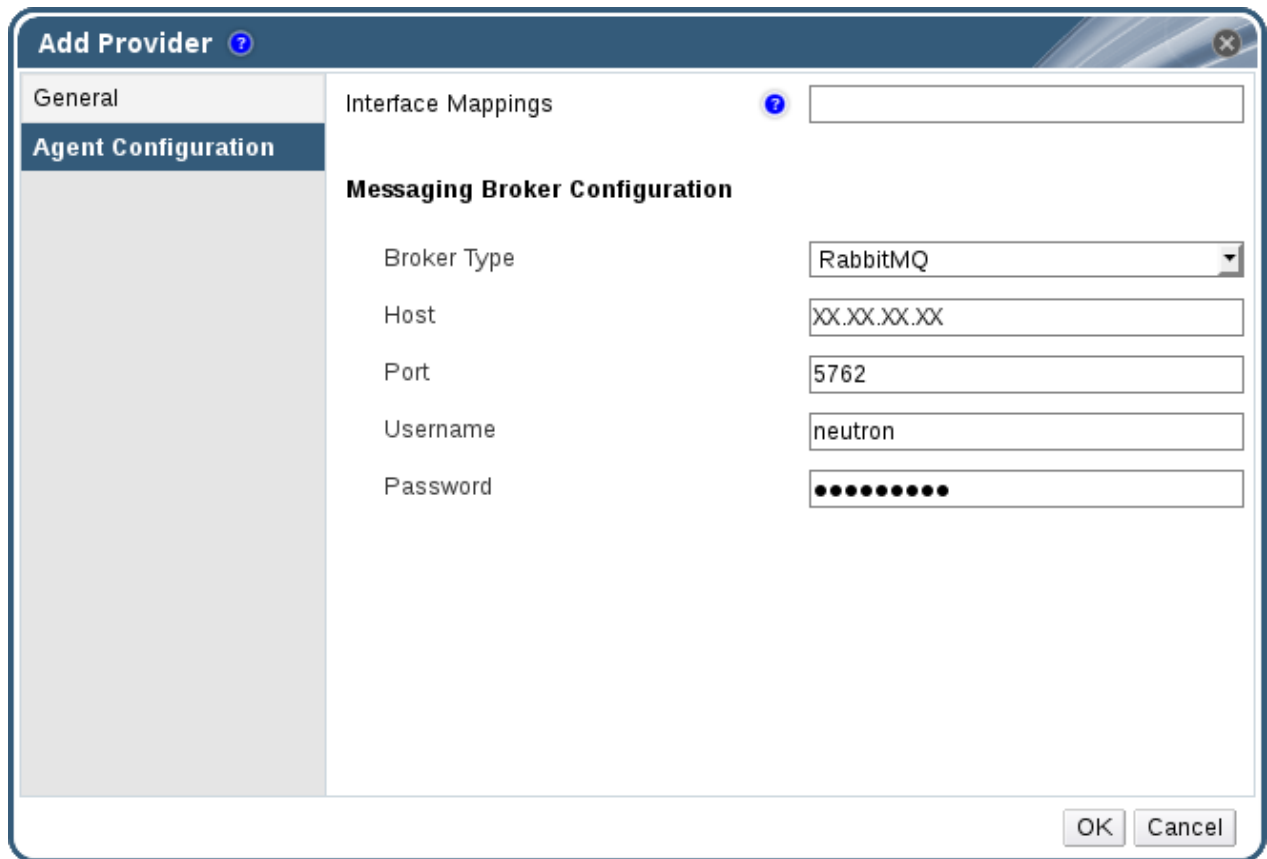 Add Provider ?
General
Agent Configuration
Interface Mappings ?
Messaging Broker Configuration
Broker Type RabbitMQ
Host XX.XX.XX.XX
Port 5762
Username neutron
Password ●●●●●●●●●
OK Cancel